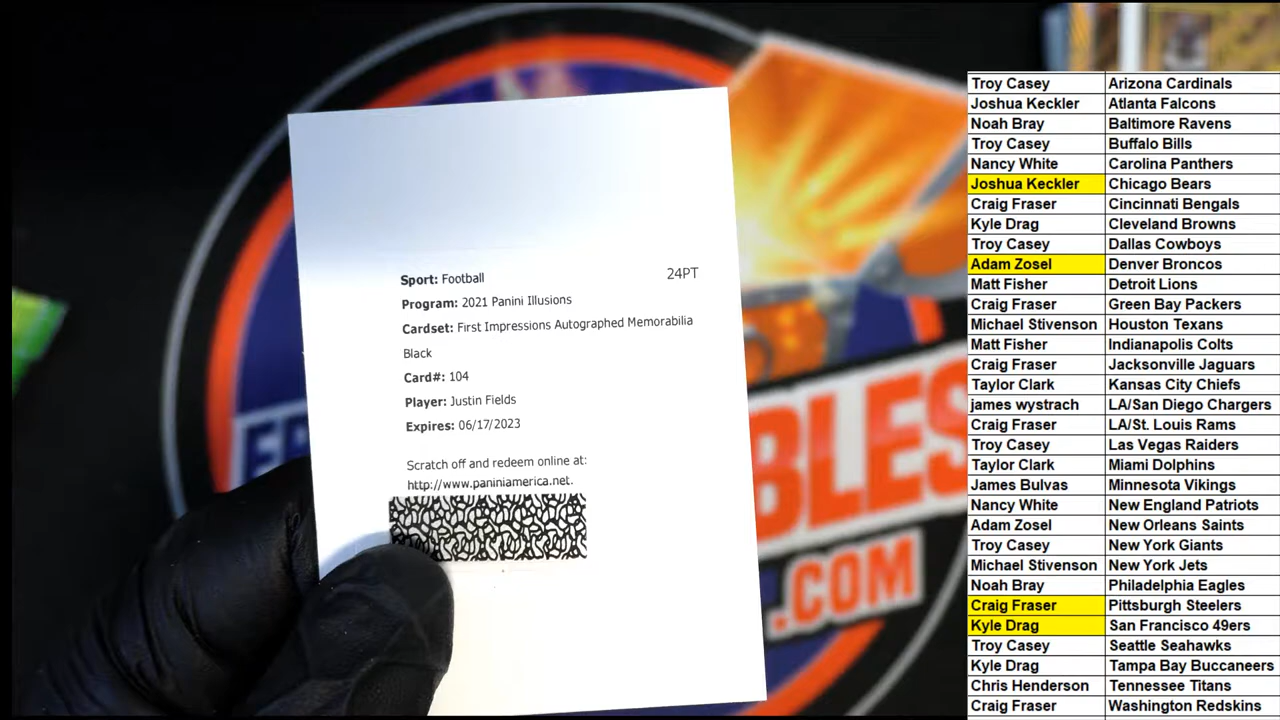 Sport: Football
24PT
Program: 2021 Panini Illusions
Cardset: First Impressions Autographed Memorabilia
Black
Card#: 104
Player: Justin Fields
Expires: 06/17/2023
Scratch off and redeem online at:
http://www.paniniamerica.net.
BLES
.COM
Troy Casey Arizona Cardinals
Joshua Keckler Atlanta Falcons
Noah Bray Baltimore Ravens
Troy Casey Buffalo Bills
Nancy White Carolina Panthers
Joshua Keckler Chicago Bears
Craig Fraser Cincinnati Bengals
Kyle Drag Cleveland Browns
Troy Casey Dallas Cowboys
Adam Zosel Denver Broncos
Matt Fisher Detroit Lions
Craig Fraser Green Bay Packers
Michael Stivenson Houston Texans
Matt Fisher Indianapolis Colts
Craig Fraser Jacksonville Jaguars
Taylor Clark Kansas City Chiefs
james wystrach LA/San Diego Chargers
Craig Fraser LA/St. Louis Rams
Troy Casey Las Vegas Raiders
Taylor Clark Miami Dolphins
James Bulvas Minnesota Vikings
Nancy White New England Patriots
Adam Zosel New Orleans Saints
Troy Casey New York Giants
Michael Stivenson New York Jets
Noah Bray Philadelphia Eagles
Craig Fraser Pittsburgh Steelers
Kyle Drag San Francisco 49ers
Troy Casey Seattle Seahawks
Kyle Drag Tampa Bay Buccaneers
Chris Henderson Tennessee Titans
Craig Fraser Washington Redskins